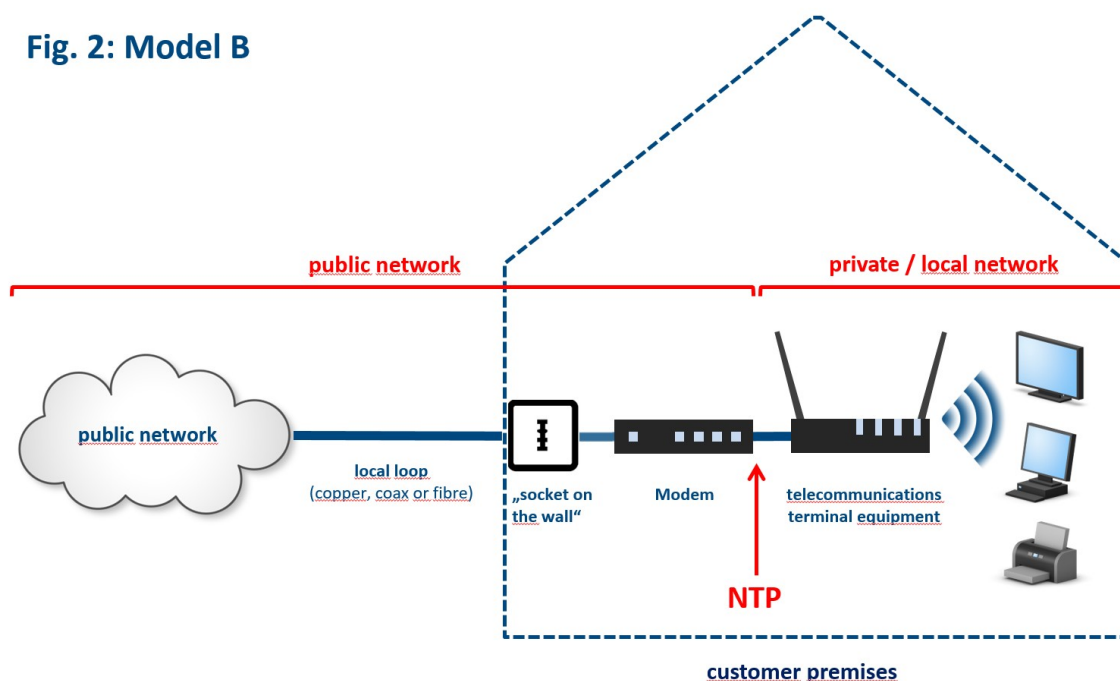 Fig. 2: Model B
public network
private / local network
public network
local loop
(copper, coax or fibre)
„socket on
the wall“
Modem
telecommunications
terminal equipment
NTP
customer premises